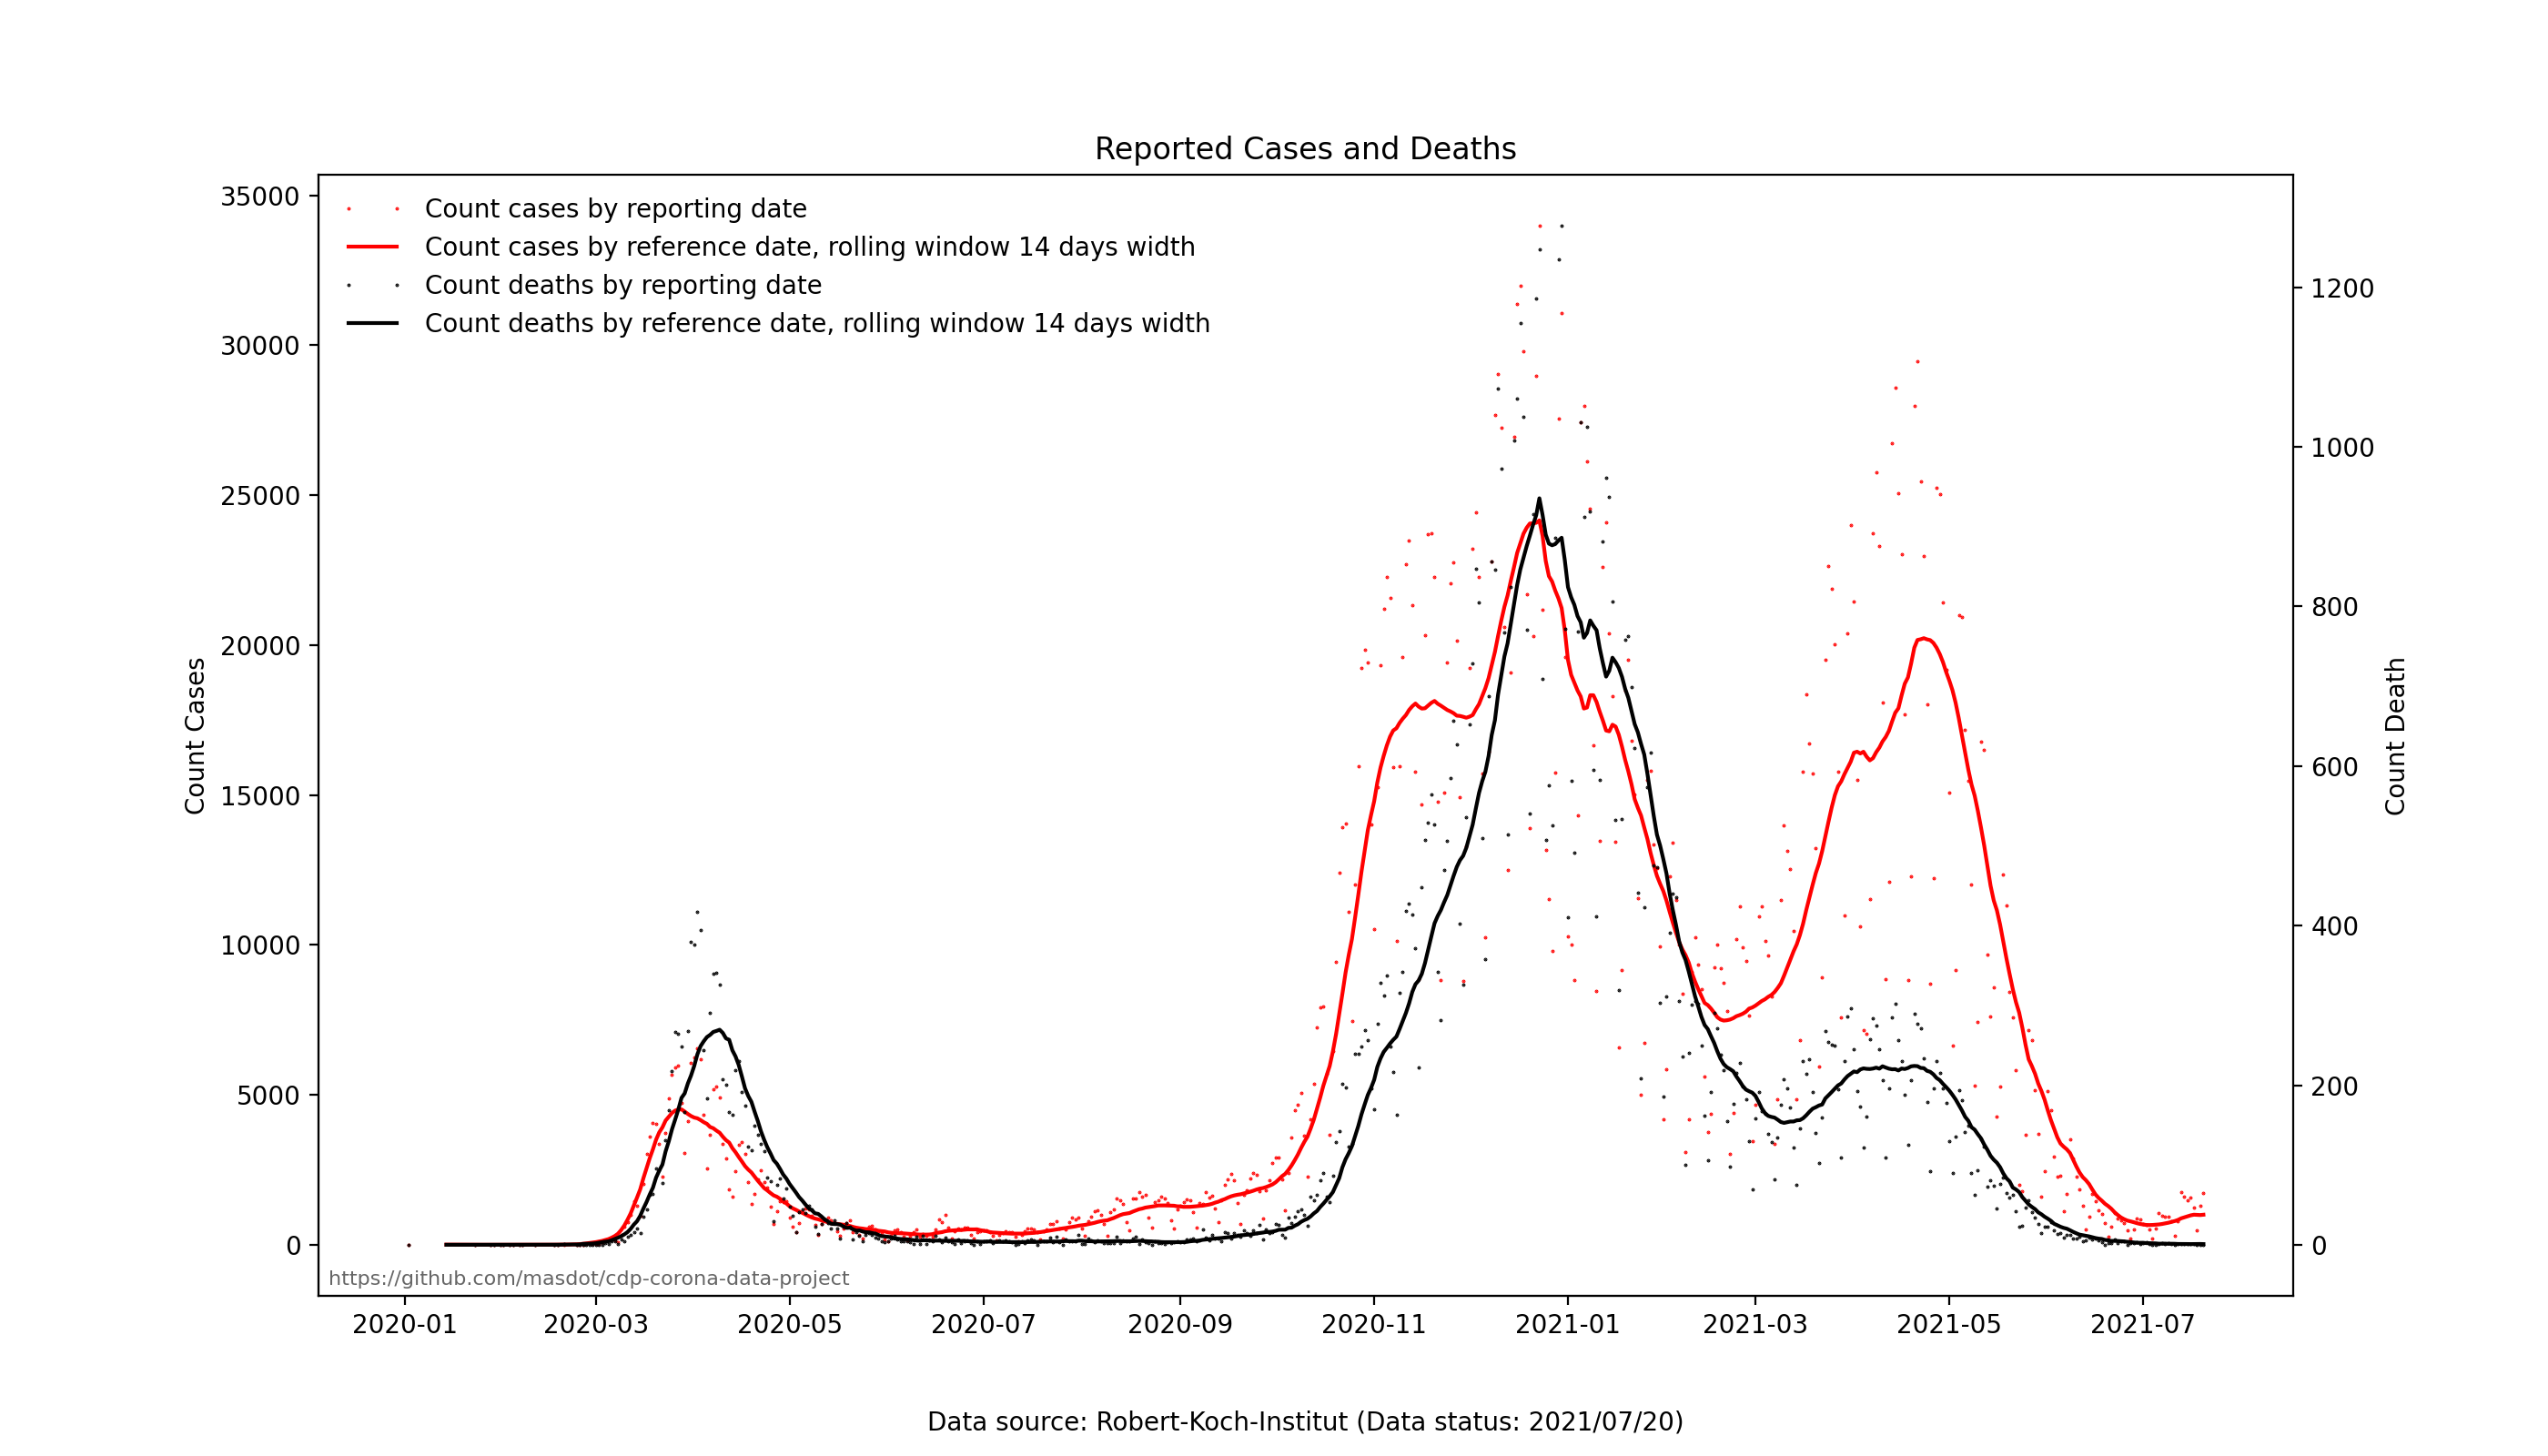 Reported Cases and Deaths
Count cases by reporting date
Count cases by reference date, rolling window 14 days width
Count deaths by reporting date
Count deaths by reference date, rolling window 14 days width
35000
30000
25000
20000
15000
10000
5000
0
Count Cases
1200
1000
800
600
400
200
0
Count Death
https://github.com/masdot/cdp-corona-data-project
2020-01 2020-03 2020-05 2020-07 2020-09 2020-11 2021-01 2021-03 2021-05 2021-07
Data source: Robert-Koch-Institut (Data status: 2021/07/20)